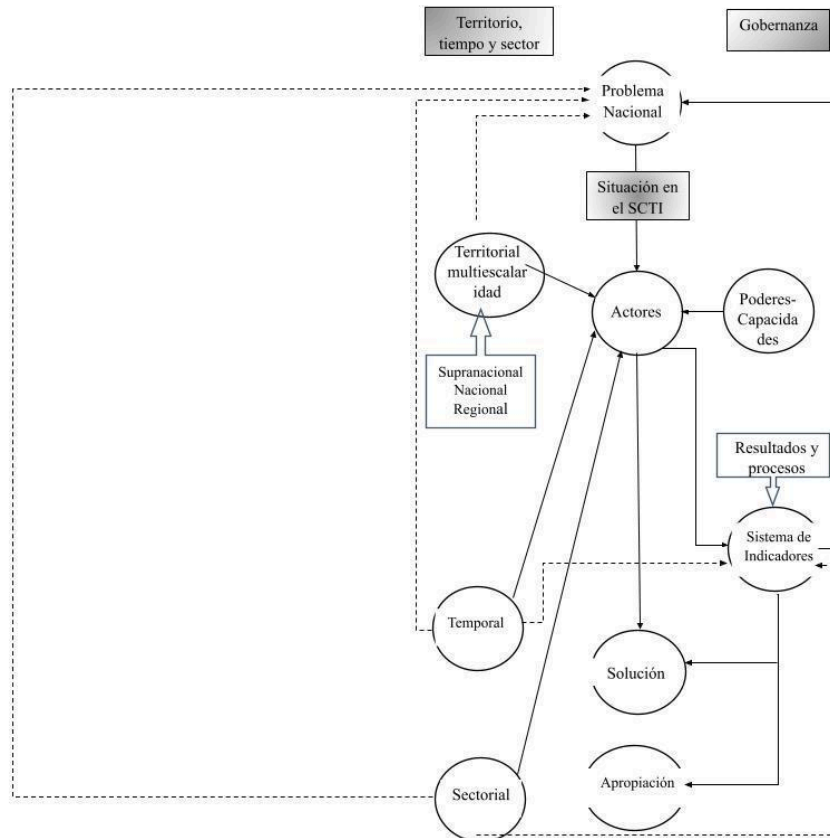 Territorio,
tiempo y sector
Gobernanza
Problema
Nacional
Situación en
el SCTI
Territorial
multiescalar
idad
Actores
Poderes-
Capacida
des
Supranacional
Nacional
Regional
Resultados y
procesos
Sistema de
Indicadores
Temporal
Solución
Sectorial
Apropiación